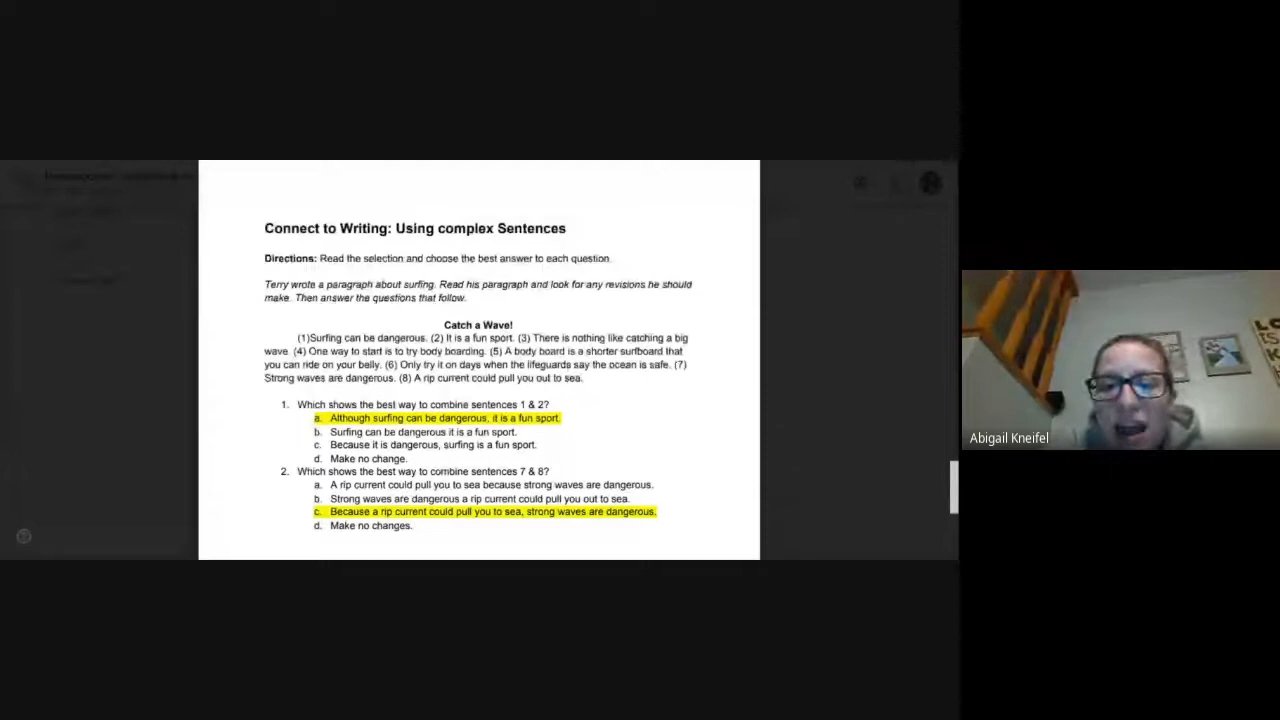 Connect to Writing: Using complex Sentences
Directions: Read the selection and choose the best answer to each question.
Terry wrote a paragraph about surfing. Read his paragraph and look for any revisions he should
make. Then answer the questions that follow.
Catch a Wave!
(1)Surfing can be dangerous. (2) It is a fun sport. (3) There is nothing like catching a big
wave. (4) One way to start is to try body boarding. (5) A body board is a shorter surfboard that
you can ride on your belly. (6) Only try it on days when the lifeguards say the ocean is safe. (7)
Strong waves are dangerous. (8) A rip current could pull you out to sea.
1. Which shows the best way to combine sentences 1 & 2?
a. Although surfing can be dangerous, it is a fun sport.
b. Surfing can be dangerous it is a fun sport.
c. Because it is dangerous, surfing is a fun sport.
d. Make no change.
2. Which shows the best way to combine sentences 7 & 8?
a. A rip current could pull you to sea because strong waves are dangerous.
b. Strong waves are dangerous a rip current could pull you out to sea.
c. Because a rip current could pull you to sea, strong waves are dangerous.
d. Make no changes.
Abigail Kneifel